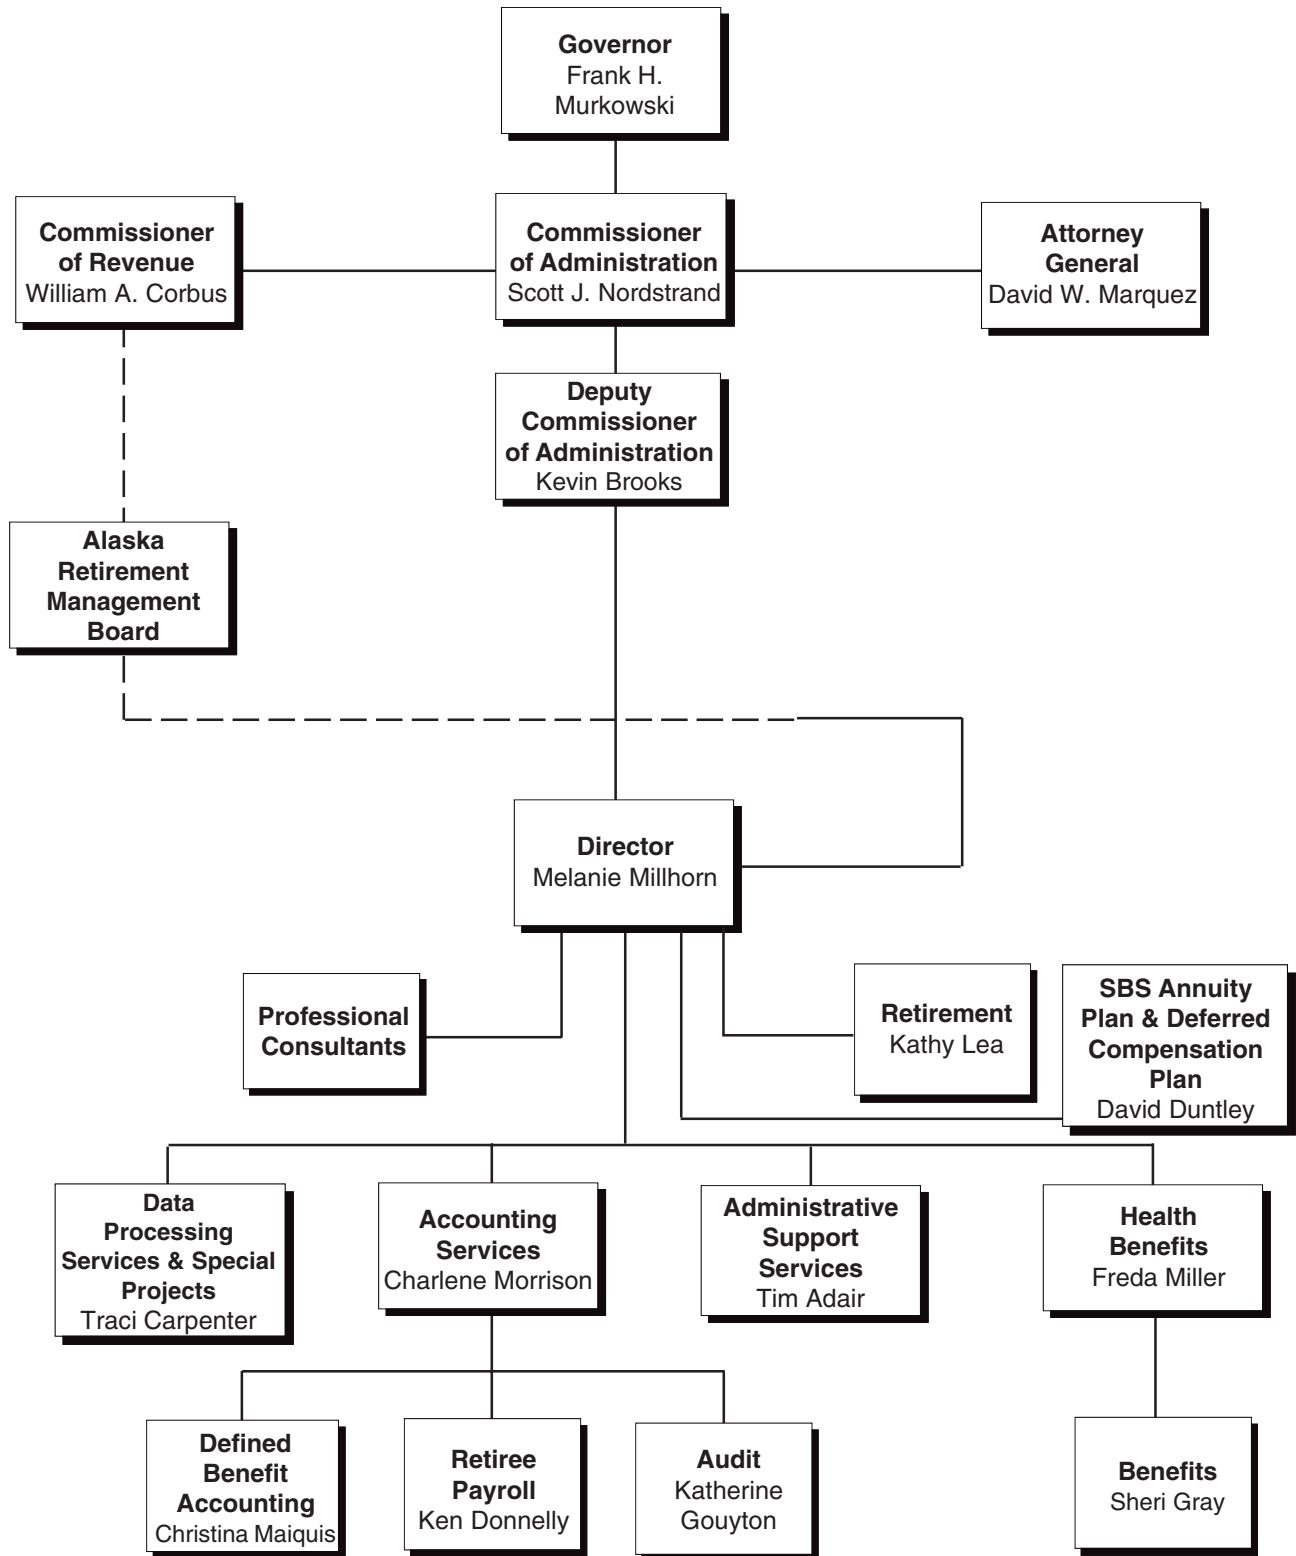 Governor
Frank H.
Murkowski
Commissioner
of Revenue
William A. Corbus
Commissioner
of Administration
Scott J. Nordstrand
Attorney
General
David W. Marquez
Deputy
Commissioner
of Administration
Kevin Brooks
Alaska
Retirement
Management
Board
Director
Melanie Millhorn
Professional
Consultants
Retirement
Kathy Lea
SBS Annuity
Plan & Deferred
Compensation
Plan
David Duntley
Data
Processing
Services & Special
Projects
Traci Carpenter
Accounting
Services
Charlene Morrison
Administrative
Support
Services
Tim Adair
Health
Benefits
Freda Miller
Defined
Benefit
Accounting
Christina Maiquis
Retiree
Payroll
Ken Donnelly
Audit
Katherine
Gouyton
Benefits
Sheri Gray